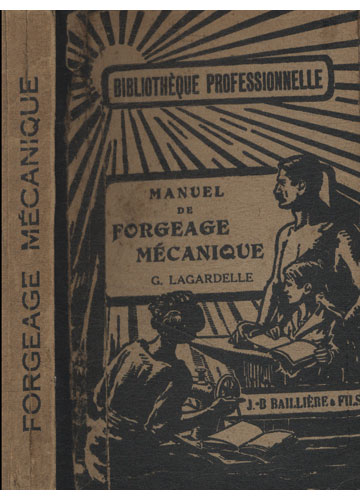 FORGEAGE MÉCANIQUE
BIBLIOTHÈQUE PROFESSIONNELLE
MANUEL
DE
FORGEAGE
MÉCANIQUE
G. LAGARDELLE
J.-B BAILLIÈRE & FILS